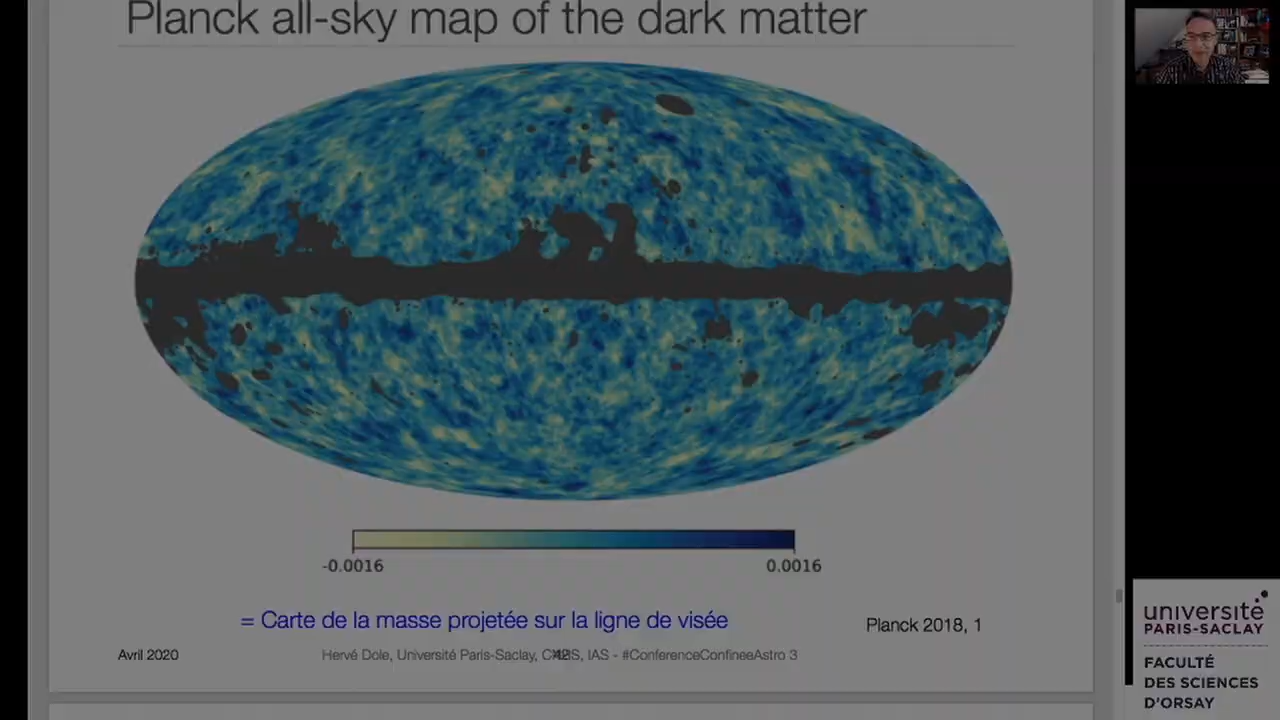 Planck all-sky map of the dark matter
-0.0016
0.0016
= Carte de la masse projetée sur la ligne de visée
Planck 2018, 1
Avril 2020
Hervé Dole, Université Paris-Saclay, IAS - #ConferenceConfineeAstro 3
université
PARIS-SACLAY
FACULTÉ
DES SCIENCES
D'ORSAY